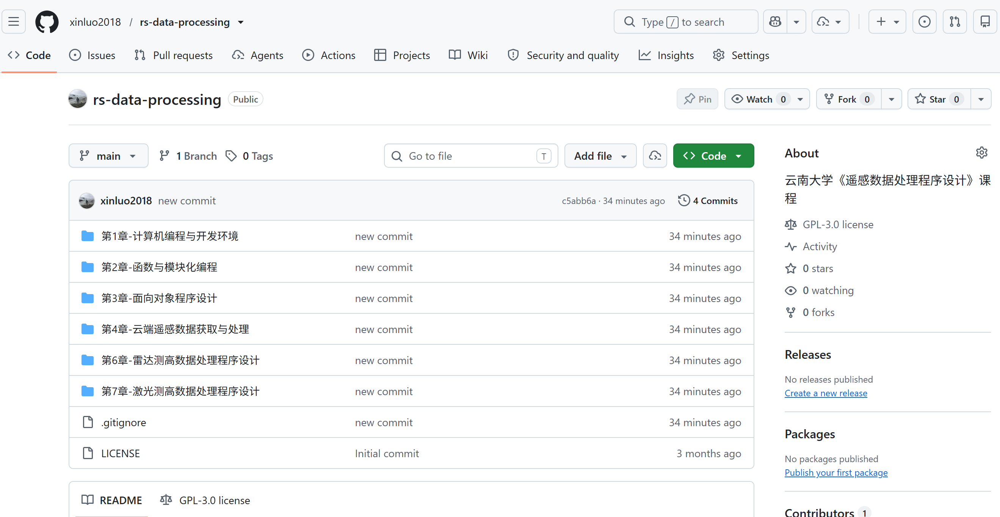 xinluo2018 / rs-data-processing
Type / to search
Code Issues Pull requests Agents Actions Projects Wiki Security and quality Insights Settings
rs-data-processing Public
Pin Watch 0 Fork 0 Star 0
main 1 Branch 0 Tags Go to file T Add file Code
xinluo2018 new commit c5abb6a · 34 minutes ago 4 Commits
第1章-计算机编程与开发环境 new commit 34 minutes ago
第2章-函数与模块化编程 new commit 34 minutes ago
第3章-面向对象程序设计 new commit 34 minutes ago
第4章-云端遥感数据获取与处理 new commit 34 minutes ago
第6章-雷达测高数据处理程序设计 new commit 34 minutes ago
第7章-激光测高数据处理程序设计 new commit 34 minutes ago
.gitignore new commit 34 minutes ago
LICENSE Initial commit 3 months ago
README GPL-3.0 license
About
云南大学《遥感数据处理程序设计》课
程
GPL-3.0 license
Activity
0 stars
0 watching
0 forks
Releases
No releases published
Create a new release
Packages
No packages published
Publish your first package
Contributors 1